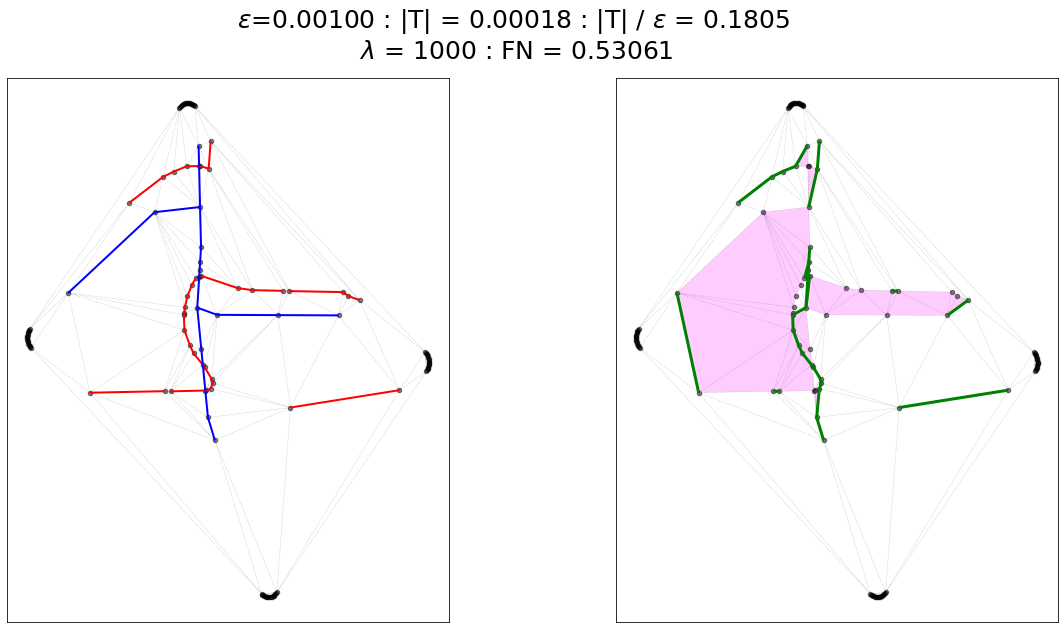 ε=0.00100 : |T| = 0.00018 : |T| / ε = 0.1805
λ = 1000 : FN = 0.53061